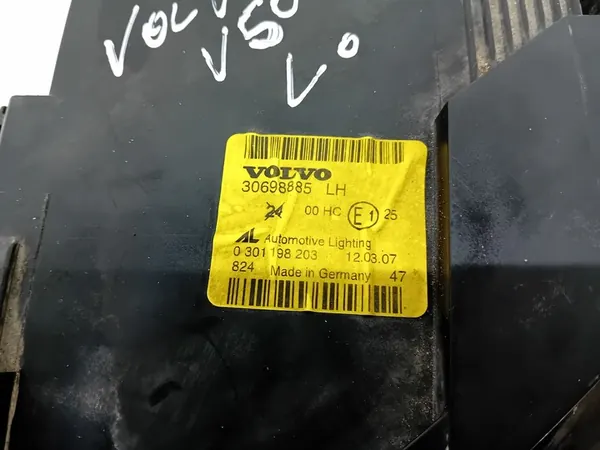 VOLVO
V50
V
VOLVO
30698885 LH
24 00 HC E1 25
AL Automotive Lighting
0 301 198 203 12.03.07
824 Made in Germany 47